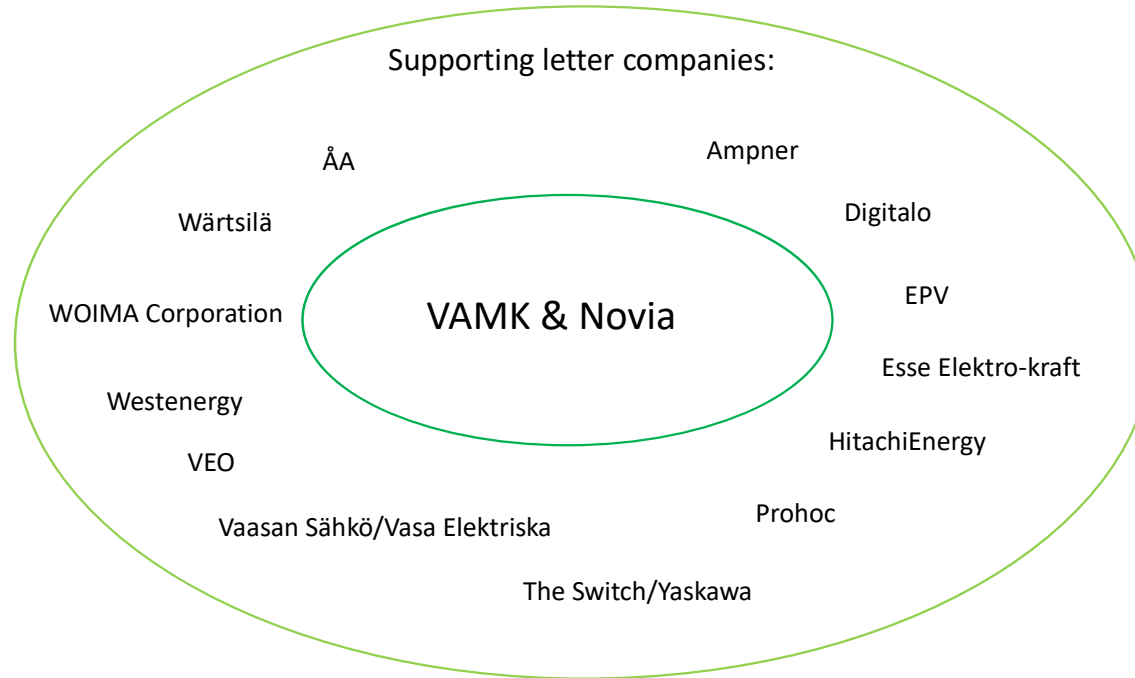 Supporting letter companies:
ÅA
Ampner
Wärtsilä
Digitalo
WOIMA Corporation
VAMK & Novia
EPV
Esse Elektro-kraft
Westenergy
HitachiEnergy
VEO
Vaasan Sähkö/Vasa Elektriska
Prohoc
The Switch/Yaskawa